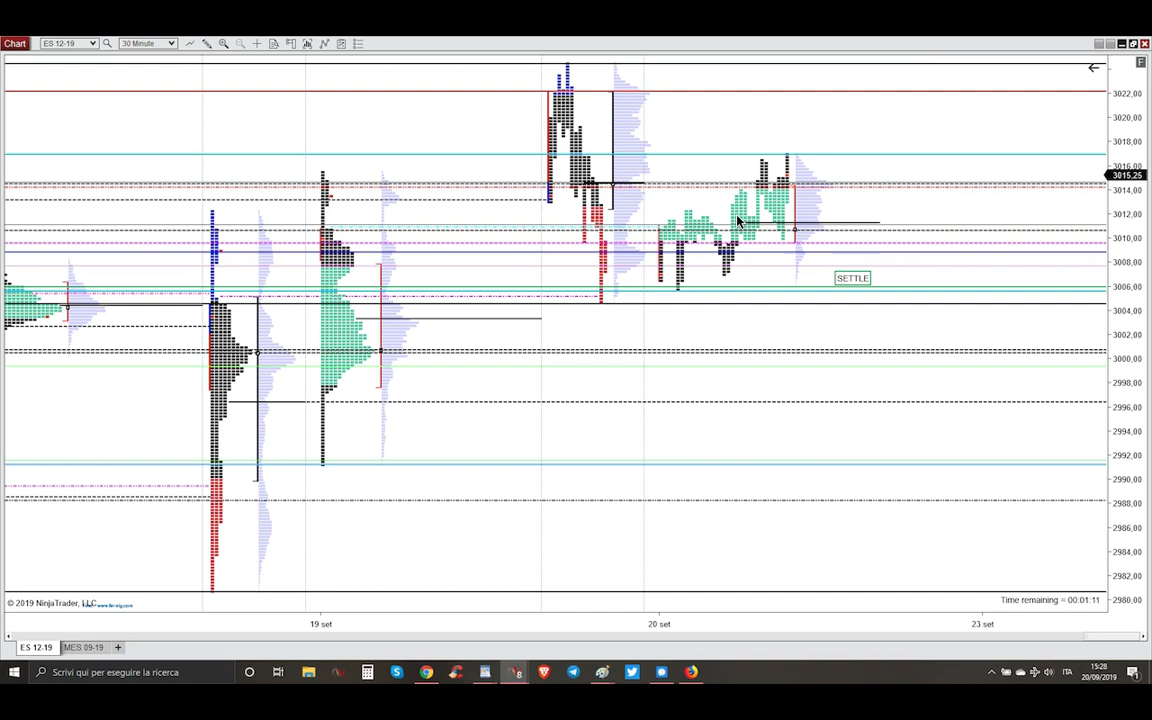 Chart
ES 12-19
30 Minute
F
3022,00
3020,00
3018,00
3016,00
3015,25
3014,00
3012,00
3010,00
3008,00
3006,00
3004,00
3002,00
3000,00
2998,00
2996,00
2994,00
2992,00
2990,00
2988,00
2986,00
2984,00
2982,00
2980,00
SETTLE
© 2019 NinjaTrader, LLC
Time remaining = 00:01:11
19 set
20 set
23 set
ES 12-19
MES 09-19
+
Scrivi qui per eseguire la ricerca
8
ITA
15:28
20/09/2019